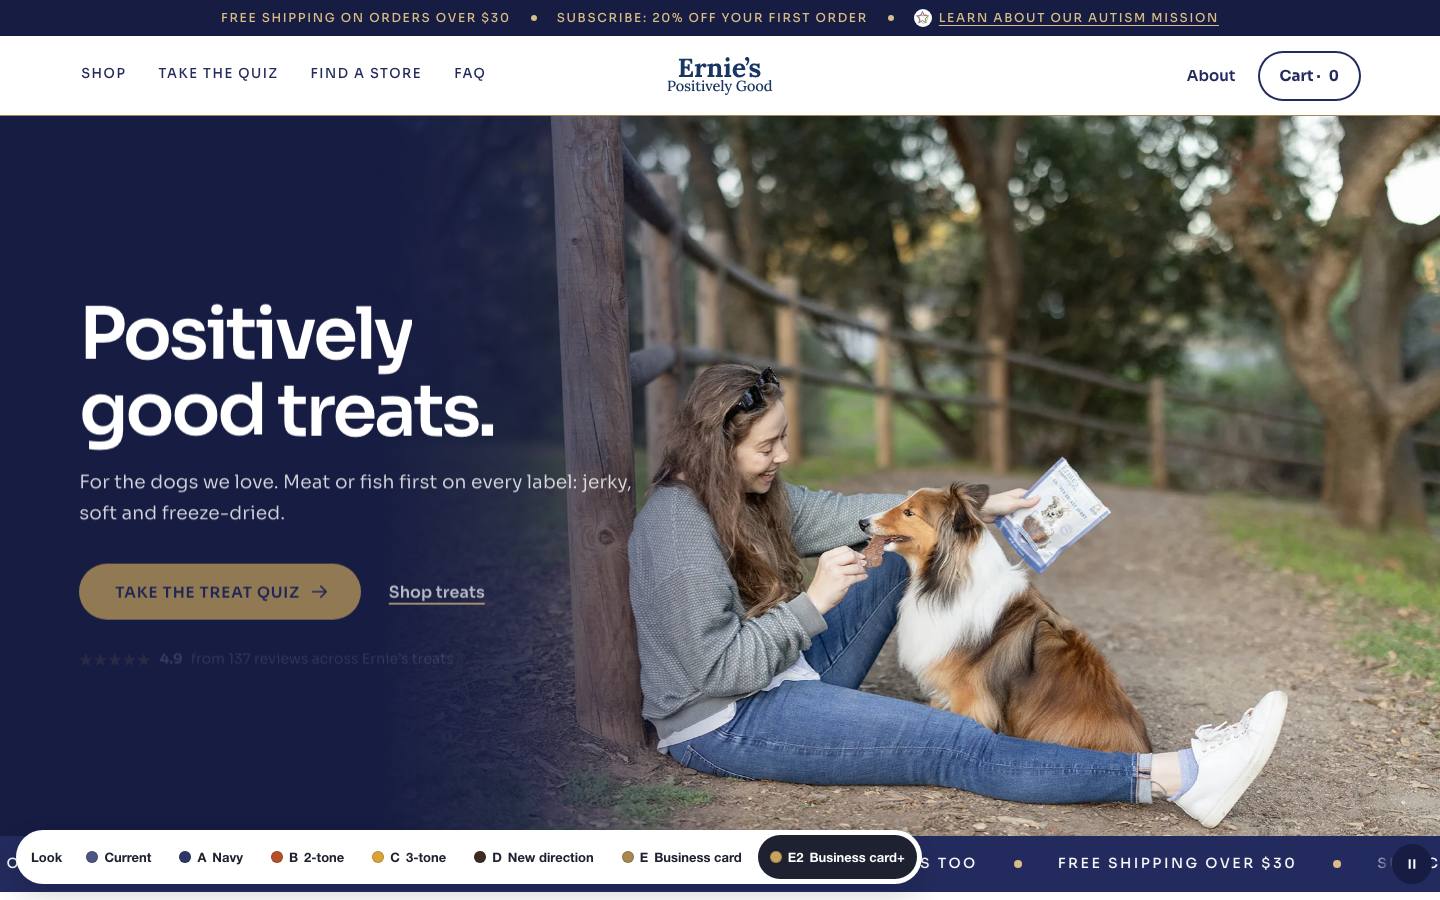 FREE SHIPPING ON ORDERS OVER $30 • SUBSCRIBE: 20% OFF YOUR FIRST ORDER • LEARN ABOUT OUR AUTISM MISSION
SHOP TAKE THE QUIZ FIND A STORE FAQ
Ernie's
Positively Good
About Cart · 0
Positively
good treats.
For the dogs we love. Meat or fish first on every label: jerky,
soft and freeze-dried.
TAKE THE TREAT QUIZ → Shop treats
★★★★★ 4.9 from 137 reviews across Ernie's treats
Look Current A Navy B 2-tone C 3-tone D New direction E Business card E2 Business card+
S TOO • FREE SHIPPING OVER $30 •